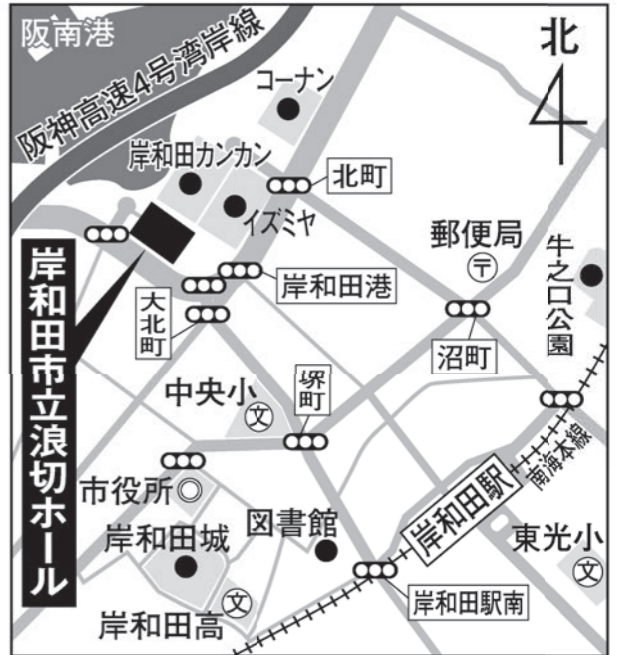 阪南港
阪神高速4号湾岸線
北
コーナン
岸和田カンカン
北町
イズミヤ
郵便局
〒
牛之口公園
岸和田港
大北町
沼町
岸和田市立浪切ホール
中央小
文
堺町
南海本線
市役所
岸和田駅
図書館
岸和田城
東光小
文
文
岸和田高
岸和田駅南